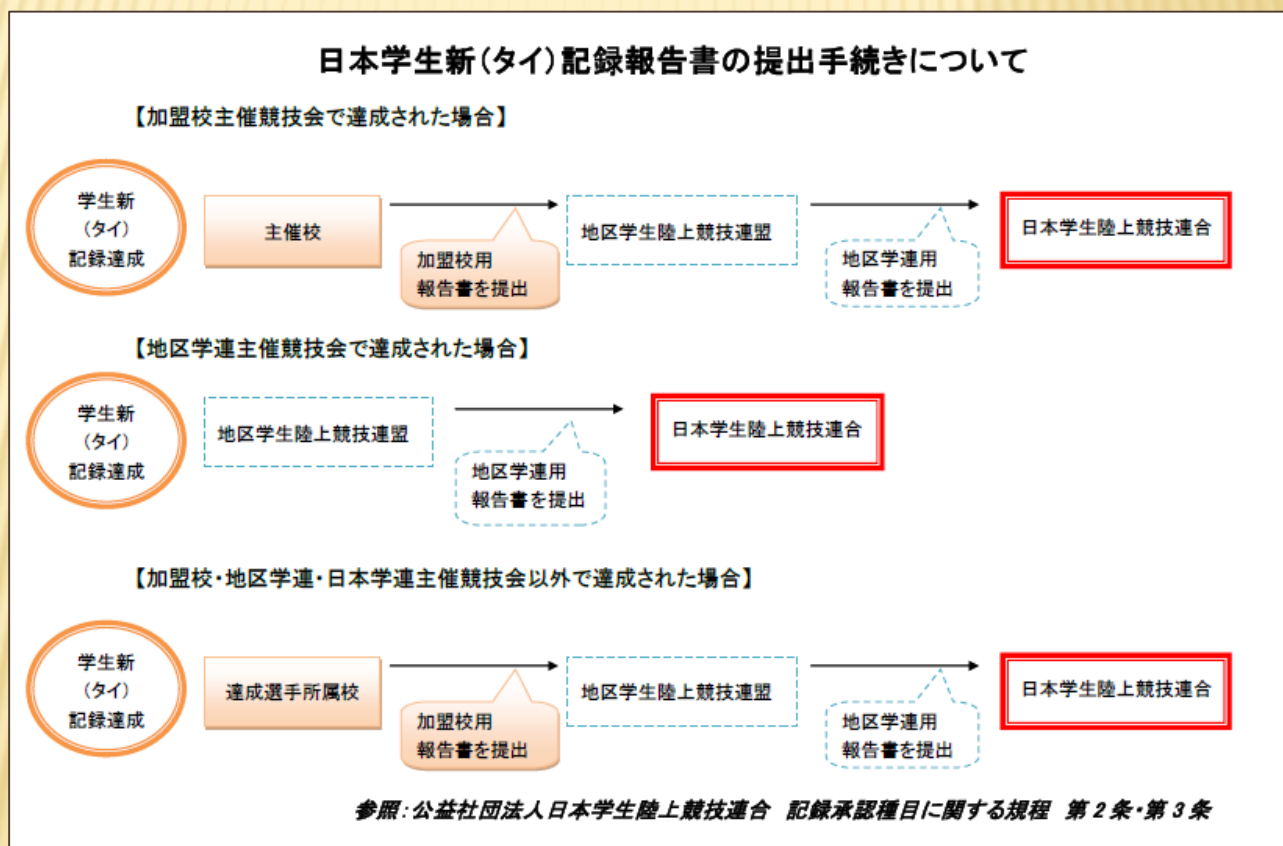 日本学生新(タイ)記録報告書の提出手続きについて
【加盟校主催競技会で達成された場合】
学生新
(タイ)
記録達成
主催校
加盟校用
報告書を提出
地区学生陸上競技連盟
地区学連用
報告書を提出
日本学生陸上競技連合
【地区学連主催競技会で達成された場合】
学生新
(タイ)
記録達成
地区学生陸上競技連盟
地区学連用
報告書を提出
日本学生陸上競技連合
【加盟校・地区学連・日本学連主催競技会以外で達成された場合】
学生新
(タイ)
記録達成
達成選手所属校
加盟校用
報告書を提出
地区学生陸上競技連盟
地区学連用
報告書を提出
日本学生陸上競技連合
参照:公益社団法人日本学生陸上競技連合 記録承認種目に関する規程 第2条・第3条